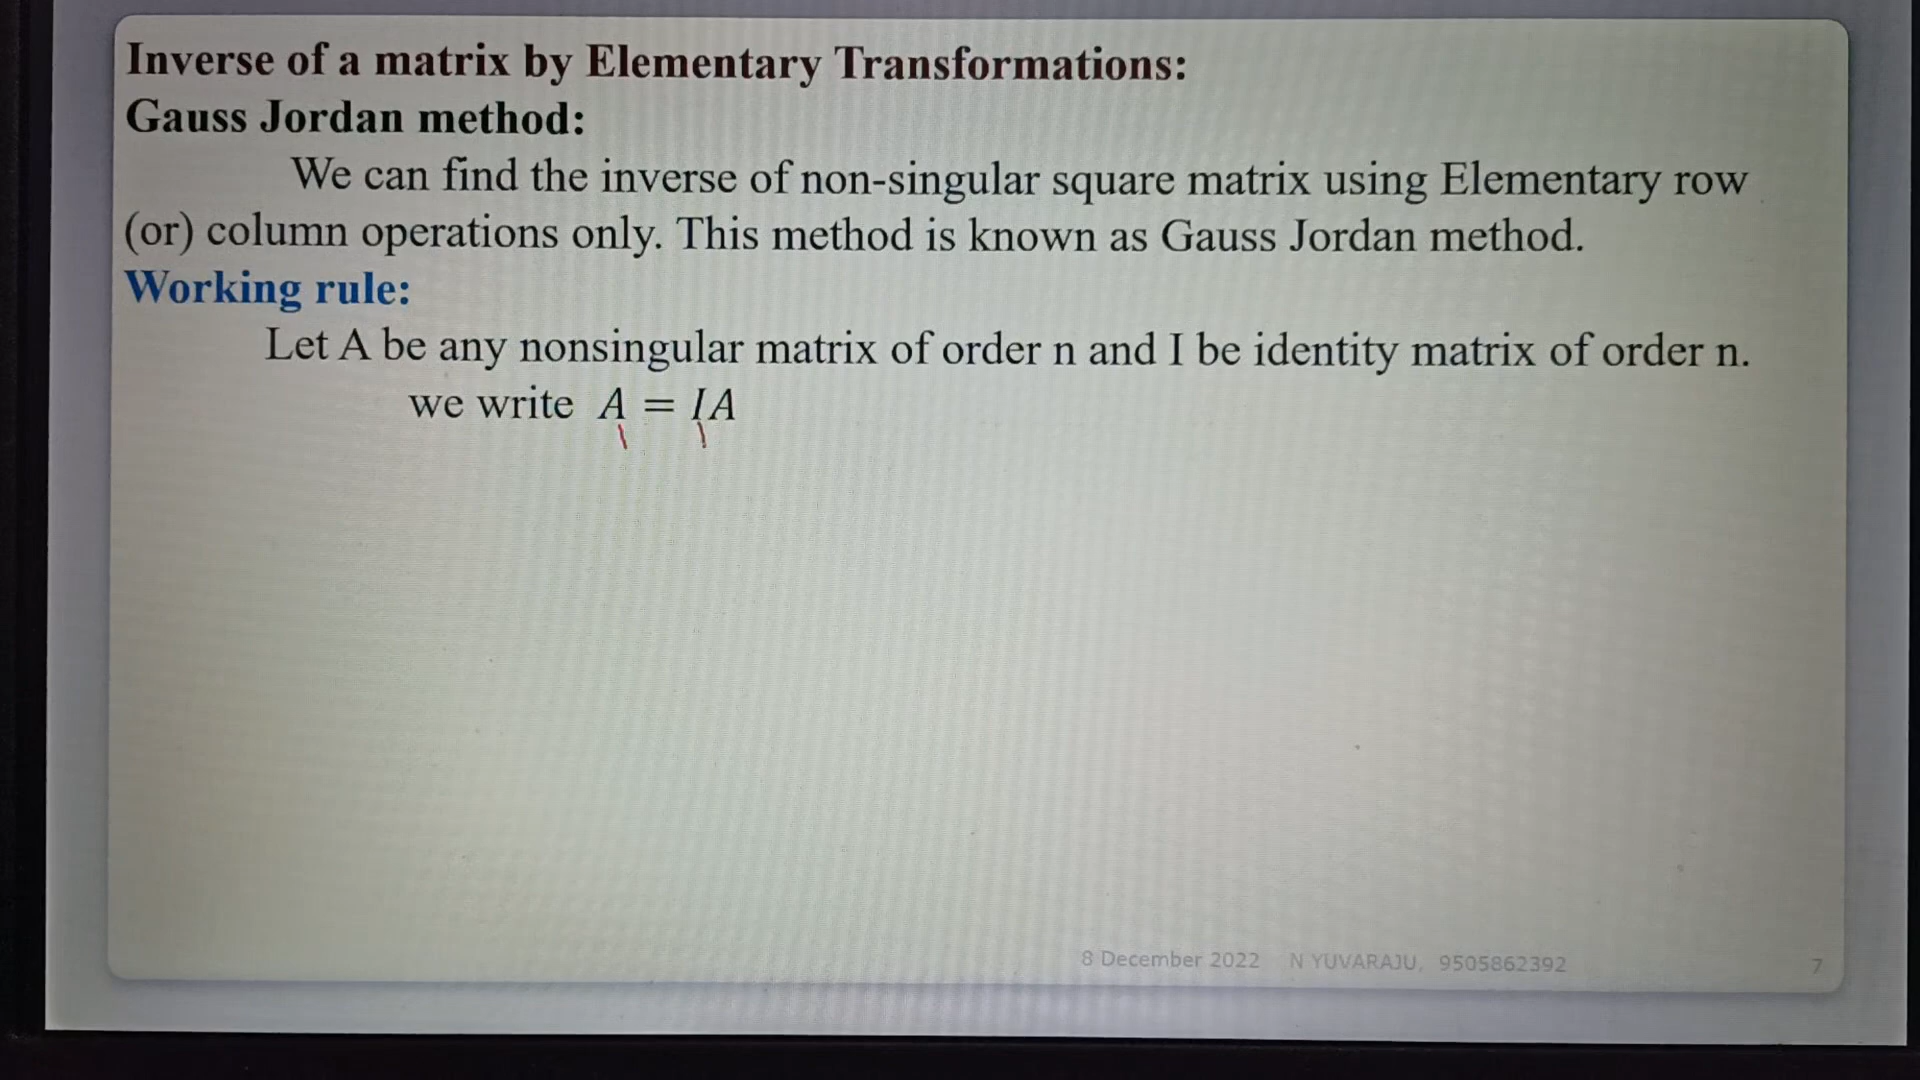 Inverse of a matrix by Elementary Transformations:
Gauss Jordan method:
We can find the inverse of non-singular square matrix using Elementary row
(or) column operations only. This method is known as Gauss Jordan method.
Working rule:
Let A be any nonsingular matrix of order n and I be identity matrix of order n.
we write A = IA
8 December 2022 N YUVARAJU, 9505862392 7